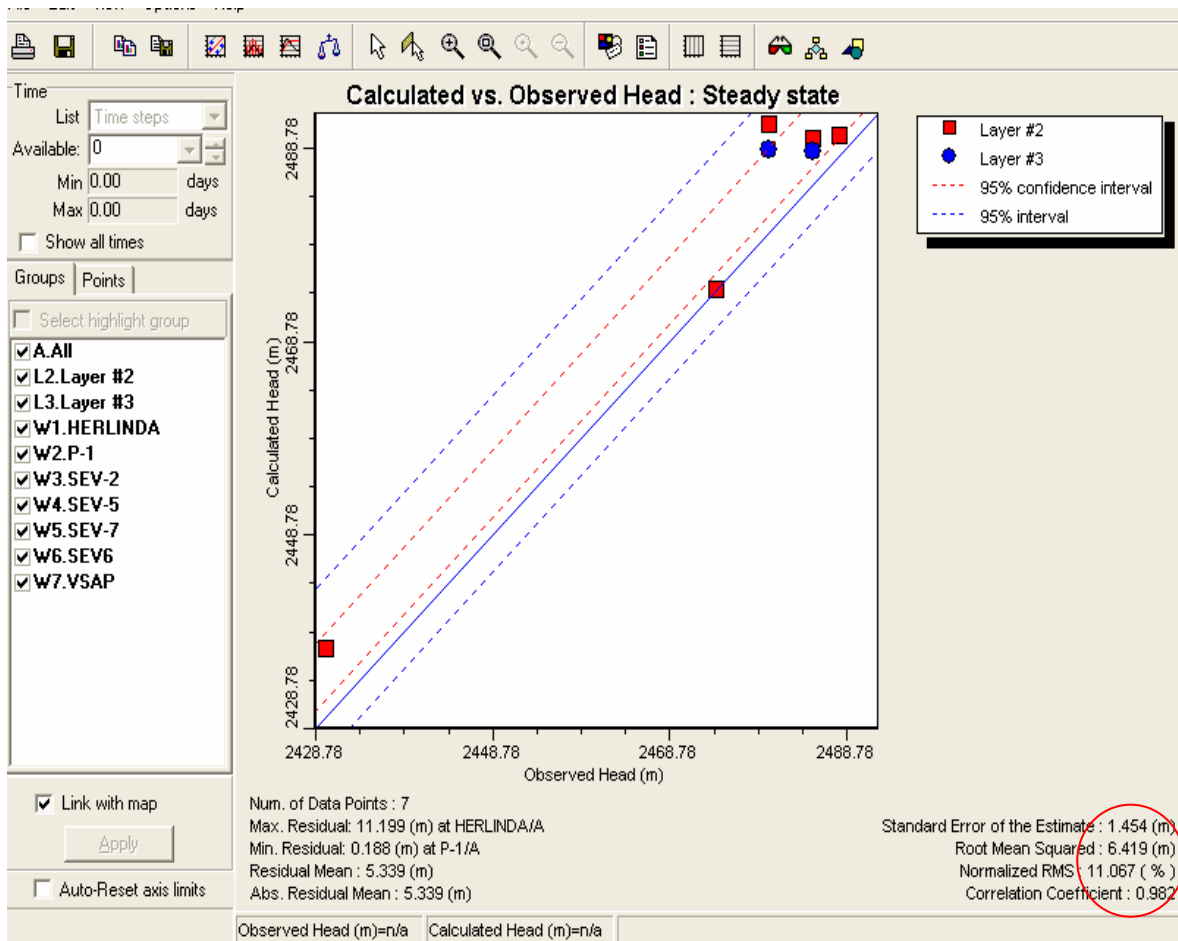 Time
List Time steps
Available: 0
Min 0.00 days
Max 0.00 days
Show all times
Groups Points
Select highlight group
A.All
L2.Layer #2
L3.Layer #3
W1.HERLINDA
W2.P-1
W3.SEV-2
W4.SEV-5
W5.SEV-7
W6.SEV6
W7.VSAP
Link with map
Apply
Auto-Reset axis limits
Calculated vs. Observed Head : Steady state
Calculated Head (m)
2488.78
2468.78
2448.78
2428.78
2428.78 2448.78 2468.78 2488.78
Observed Head (m)
Layer #2
Layer #3
95% confidence interval
95% interval
Num. of Data Points : 7
Max. Residual: 11.199 (m) at HERLINDA/A
Min. Residual: 0.188 (m) at P-1/A
Residual Mean : 5.339 (m)
Abs. Residual Mean : 5.339 (m)
Standard Error of the Estimate : 1.454 (m)
Root Mean Squared : 6.419 (m)
Normalized RMS : 11.067 ( % )
Correlation Coefficient : 0.982
Observed Head (m)=n/a Calculated Head (m)=n/a